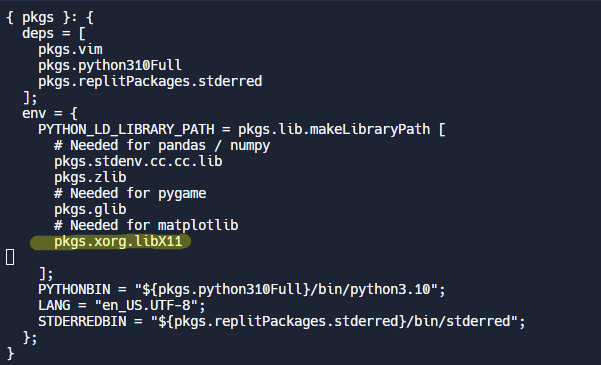 { pkgs }: {
  deps = [
    pkgs.vim
    pkgs.python310Full
    pkgs.replitPackages.stderred
  ];
  env = {
    PYTHON_LD_LIBRARY_PATH = pkgs.lib.makeLibraryPath [
      # Needed for pandas / numpy
      pkgs.stdenv.cc.cc.lib
      pkgs.zlib
      # Needed for pygame
      pkgs.glib
      # Needed for matplotlib
      pkgs.xorg.libX11
    ];
    PYTHONBIN = "${pkgs.python310Full}/bin/python3.10";
    LANG = "en_US.UTF-8";
    STDERREDBIN = "${pkgs.replitPackages.stderred}/bin/stderred";
  };
}